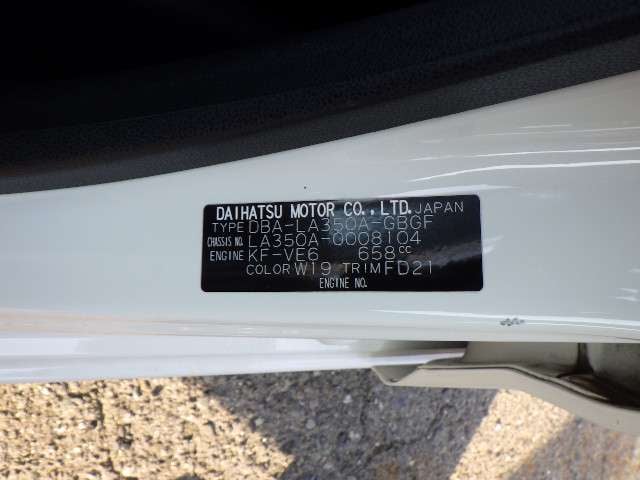 DAIHATSU MOTOR CO.,LTD.JAPAN
TYPE DBA-LA350A-GBGF
CHASSIS NO. LA350A-0008104
ENGINE KF-VE6 658cc
COLOR W19 TRIM FD21
ENGINE NO.